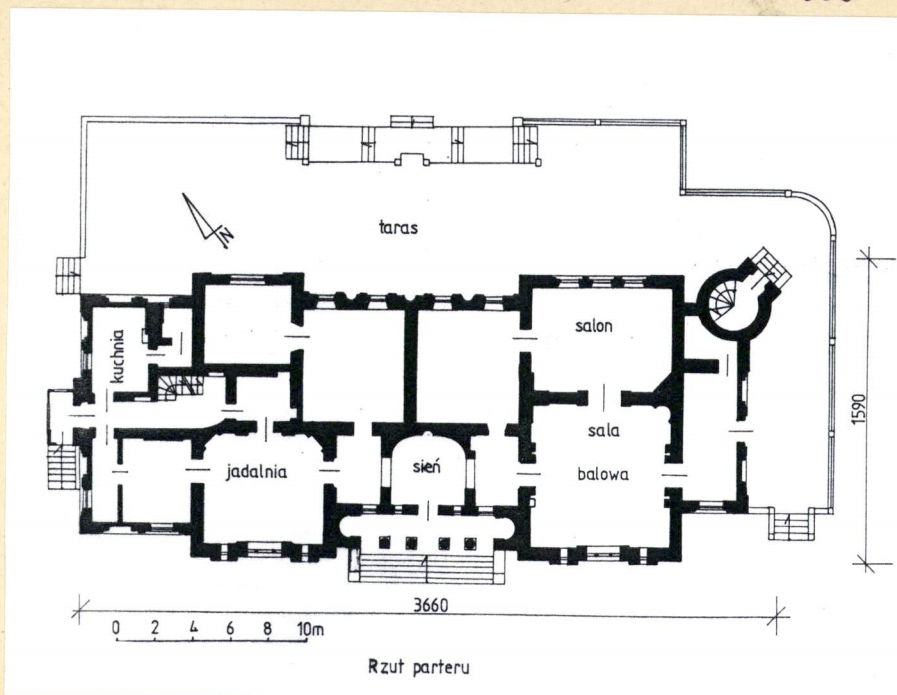 taras
N
salon
kuchnia
sala
balowa
sień
jadalnia
1590
3660
0 2 4 6 8 10m
Rzut parteru